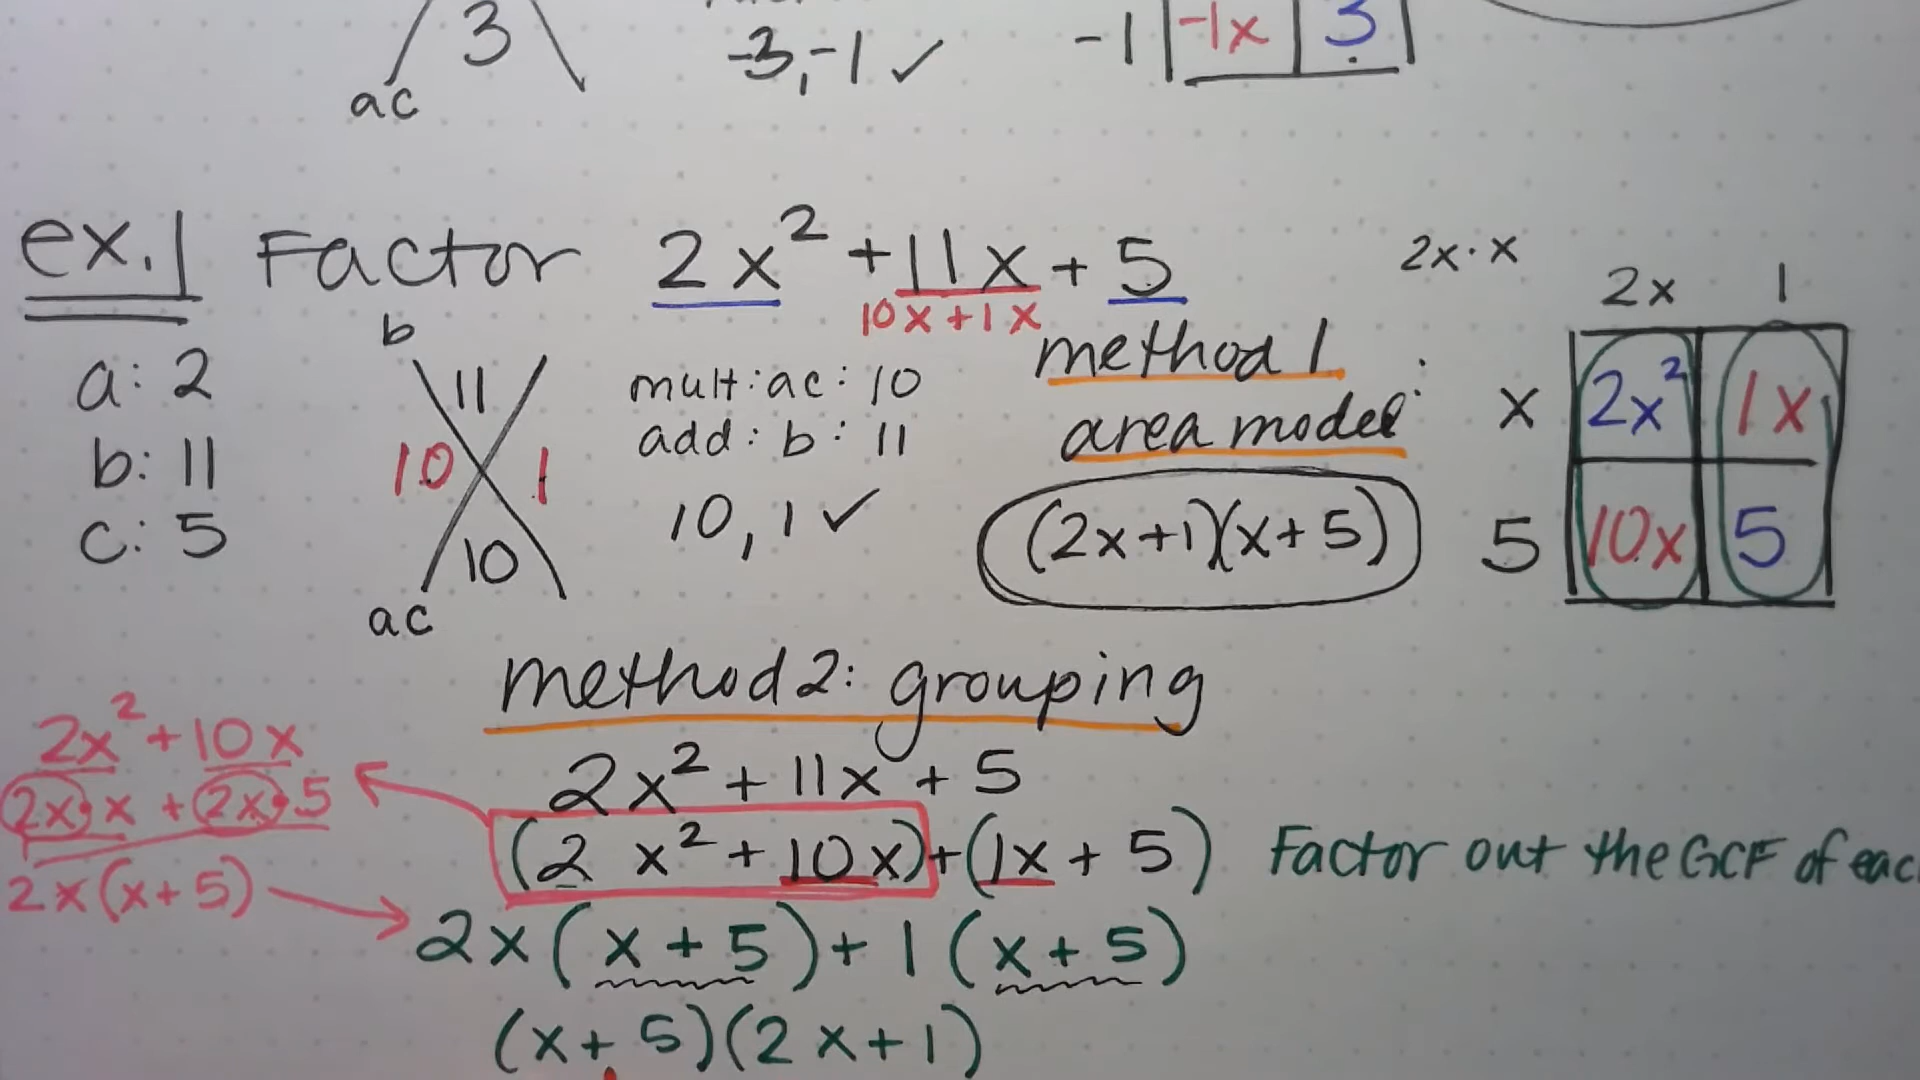 3
ac
-3,-1 ✓
-1 -1x 3
ex.1 Factor 2x² + 11x + 5
10x + 1x
a: 2
b: 11
c: 5
b
11
10 1
10
ac
mult: ac: 10
add: b: 11
10, 1 ✓
method 1:
area model
(2x+1)(x+5)
2x · x
2x 1
x 2x² 1x
5 10x 5
method 2: grouping
2x² + 11x + 5
(2x² + 10x) + (1x + 5) Factor out the GCF of
2x² + 10x
2x · x + 2x · 5
2x(x+5)
2x(x+5) + 1(x+5)
(x+5)(2x+1)